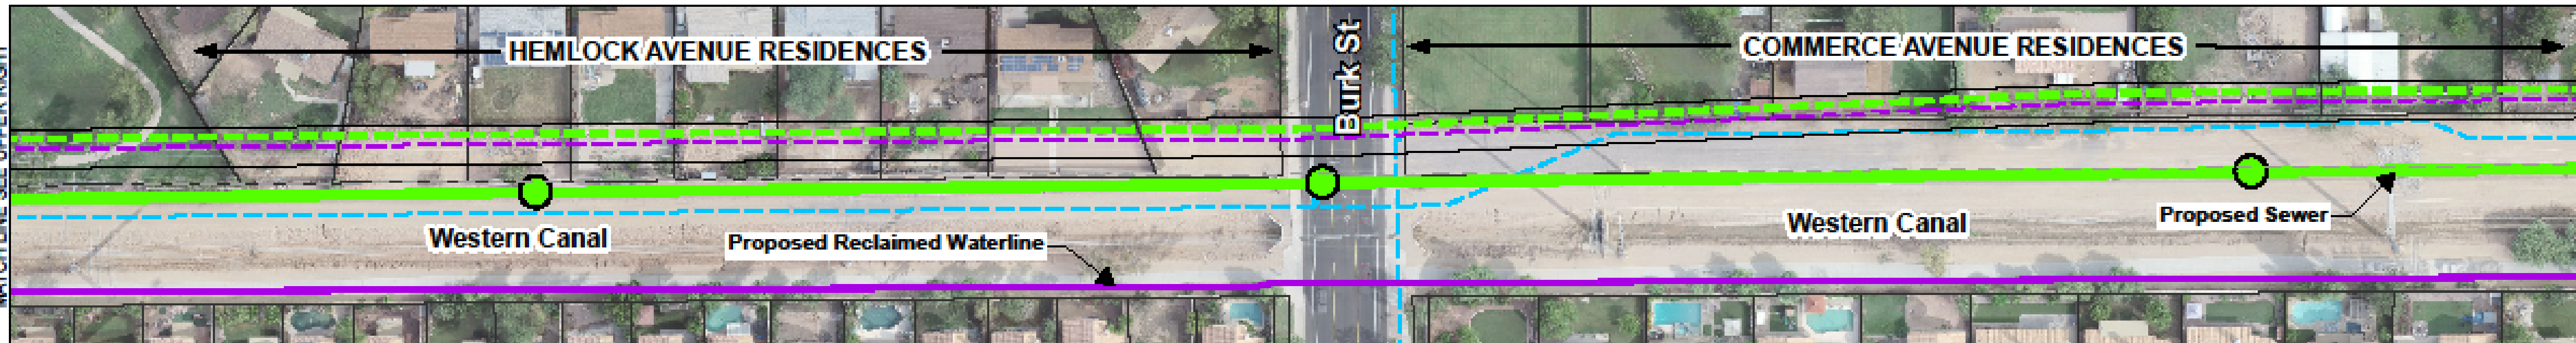 HEMLOCK AVENUE RESIDENCES
Burk St
COMMERCE AVENUE RESIDENCES
Western Canal
Proposed Reclaimed Waterline
Western Canal
Proposed Sewer